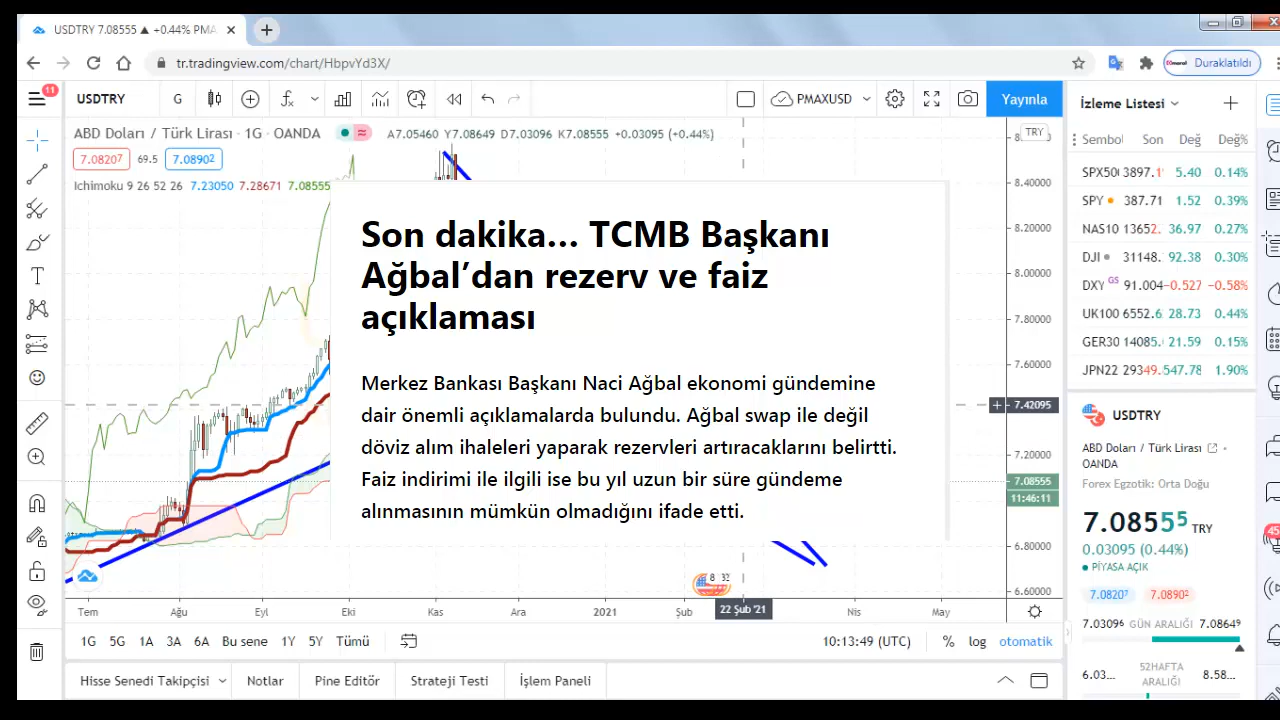 USDTRY 7.08555 ▲ +0.44% PMA
tr.tradingview.com/chart/HbpvYd3X/
Duraklatıldı
11
USDTRY
G
PMAXUSD
Yayınla
İzleme Listesi
ABD Doları / Türk Lirası · 1G · OANDA
A7.05460 Y7.08649 D7.03096 K7.08555 +0.03095 (+0.44%)
TRY
7.08207 69.5 7.08902
Ichimoku 9 26 52 26 7.23050 7.28671 7.08555
Son dakika... TCMB Başkanı
Ağbal’dan rezerv ve faiz
açıklaması
Merkez Bankası Başkanı Naci Ağbal ekonomi gündemine
dair önemli açıklamalarda bulundu. Ağbal swap ile değil
döviz alım ihaleleri yaparak rezervleri artıracaklarını belirtti.
Faiz indirimi ile ilgili ise bu yıl uzun bir süre gündeme
alınmasının mümkün olmadığını ifade etti.
8.40000
8.20000
8.00000
7.80000
7.60000
7.42095
7.20000
7.08555
11:46:11
6.80000
6.60000
Tem Ağu Eyl Eki Kas Ara 2021 Şub 22 Şub '21 Nis May
1G 5G 1A 3A 6A Bu sene 1Y 5Y Tümü
10:13:49 (UTC) % log otomatik
Hisse Senedi Takipçisi Notlar Pine Editör Strateji Testi İşlem Paneli
Sembol Son Değ Değ%
SPX50 3897.1 5.40 0.14%
SPY 387.71 1.52 0.39%
NAS10 13652. 36.97 0.27%
DJI 31148. 92.38 0.30%
DXY GS 91.004 -0.527 -0.58%
UK100 6552.6 28.73 0.44%
GER30 14085. 21.59 0.15%
JPN22 29349. 547.78 1.90%
USDTRY
ABD Doları / Türk Lirası ·
OANDA
Forex Egzotik: Orta Doğu
7.08555 TRY
0.03095 (0.44%)
PİYASA AÇIK
7.08207 7.08902
7.03096 GÜN ARALIĞI 7.08649
6.03... 52HAFTA ARALIĞI 8.58...